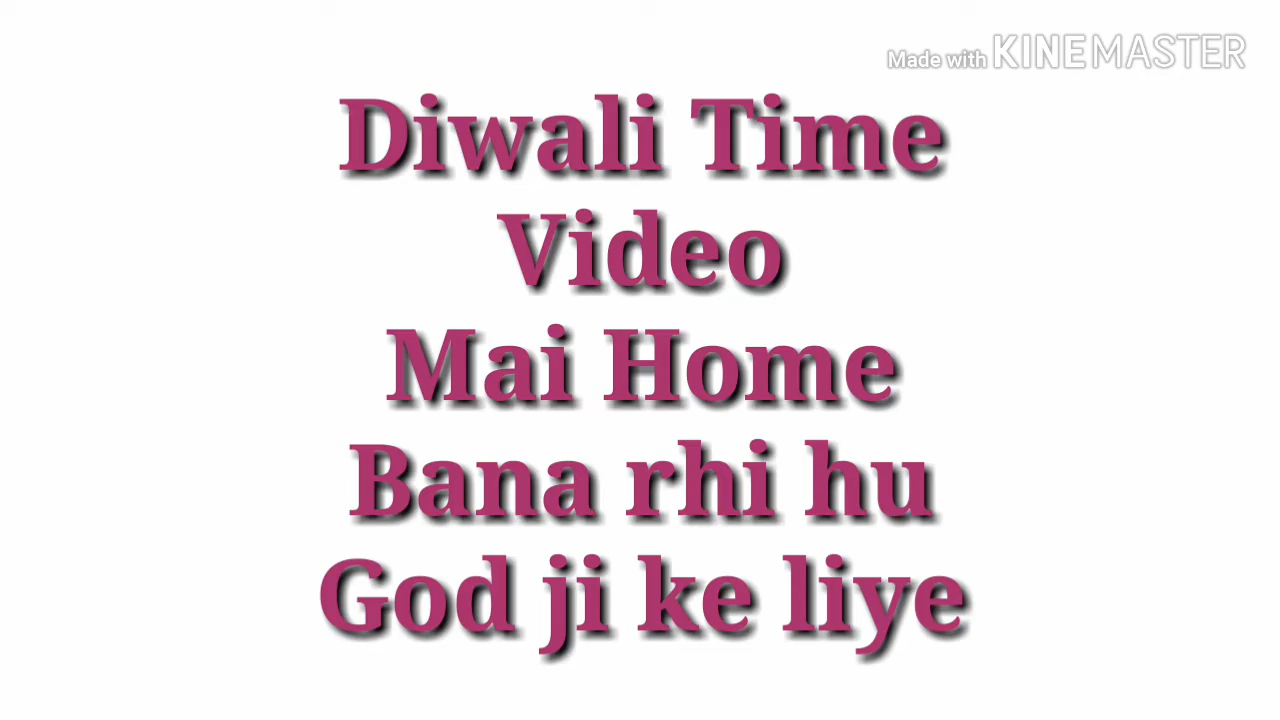 Made with KINEMASTER
Diwali Time
Video
Mai Home
Bana rhi hu
God ji ke liye